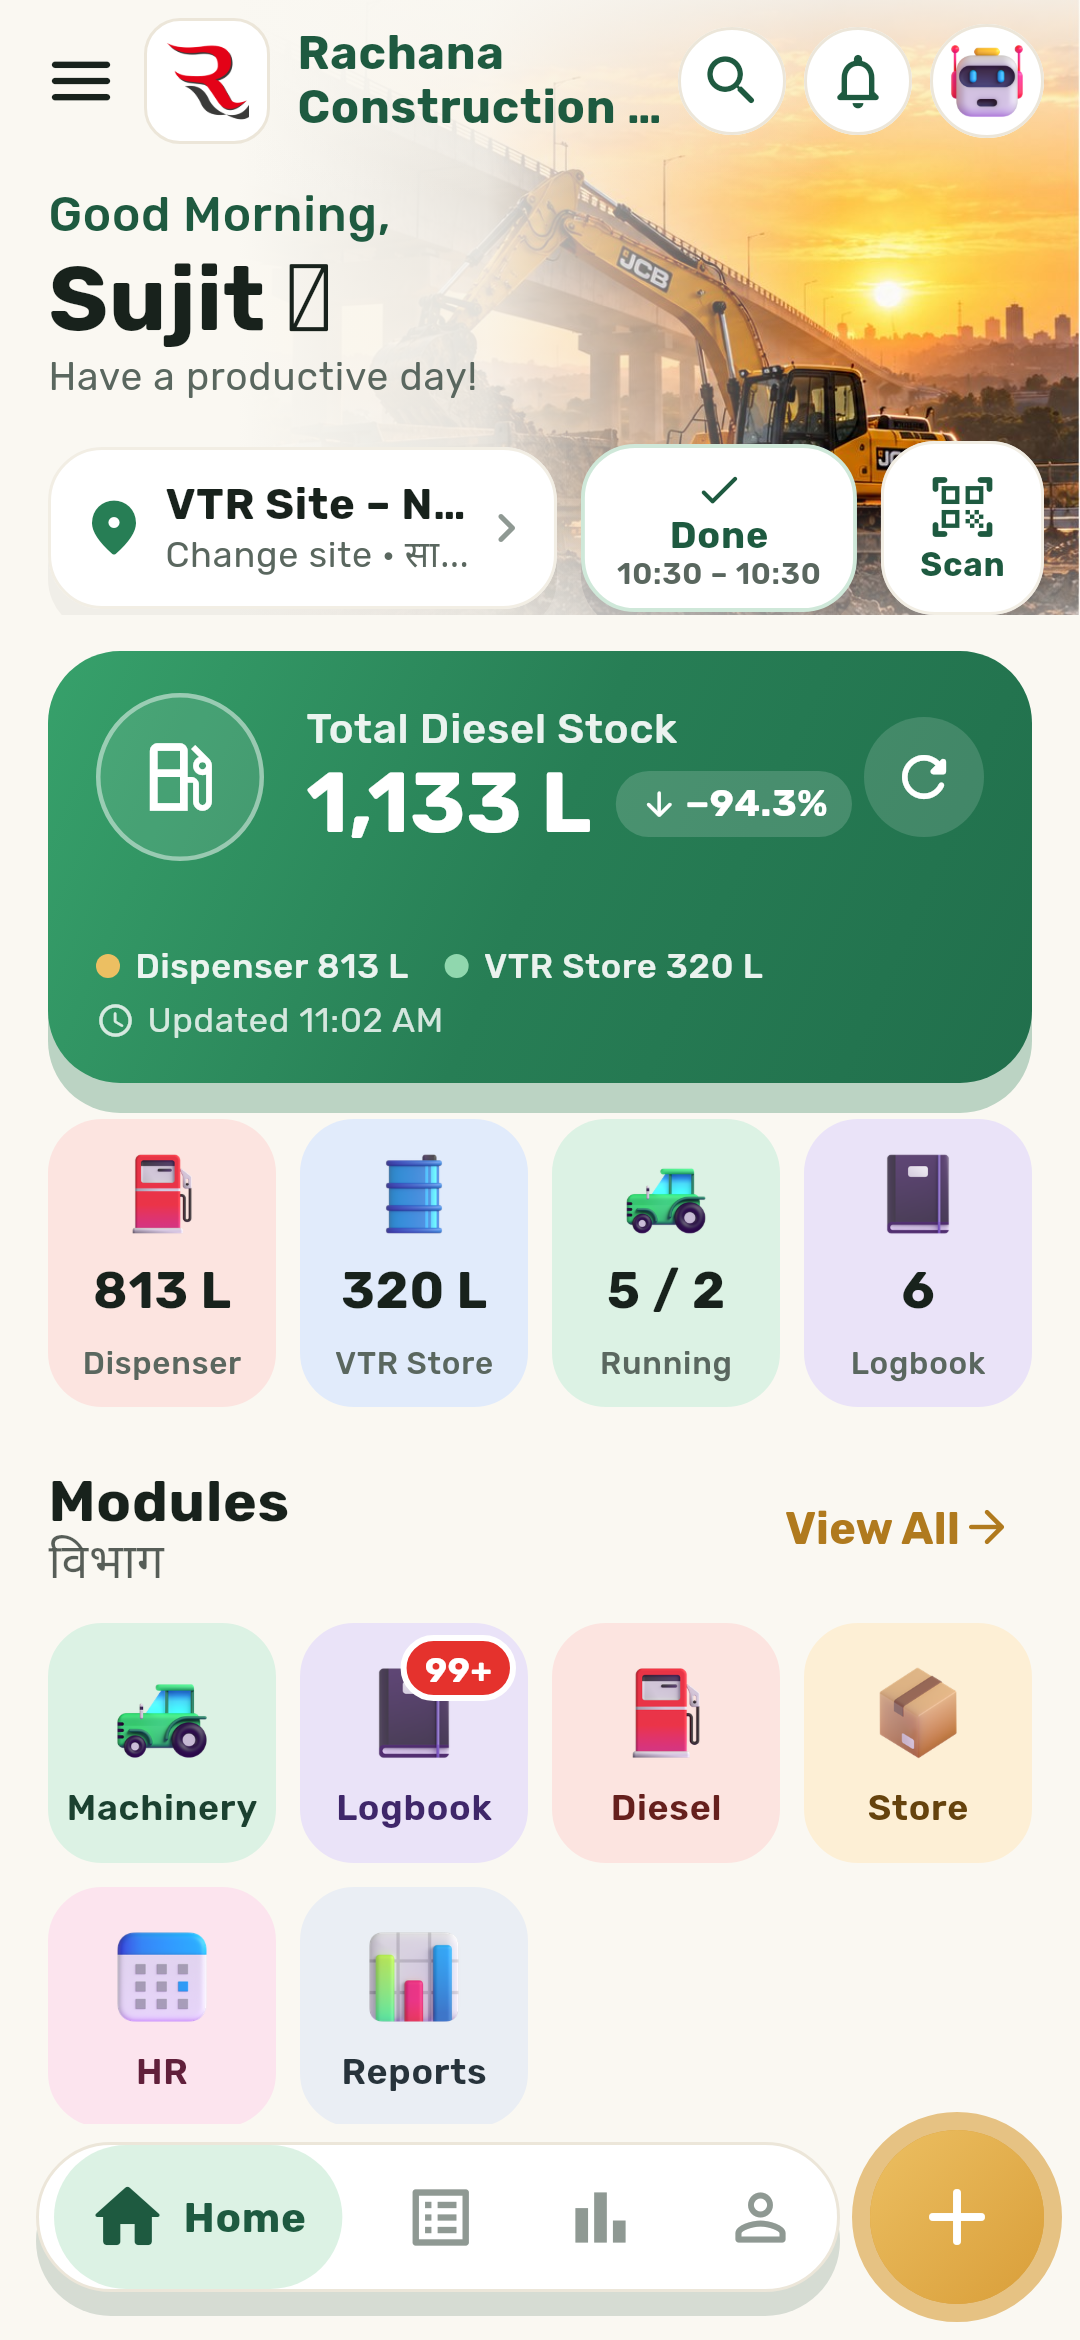 Rachana
Construction ...
Good Morning,
Sujit
Have a productive day!
JCB
VTR Site – N...
Change site • सा...
Done
10:30 – 10:30
Scan
Total Diesel Stock
1,133 L
–94.3%
Dispenser 813 L
VTR Store 320 L
Updated 11:02 AM
813 L
320 L
5 / 2
6
Dispenser
VTR Store
Running
Logbook
Modules
विभाग
View All
99+
Machinery
Logbook
Diesel
Store
HR
Reports
Home